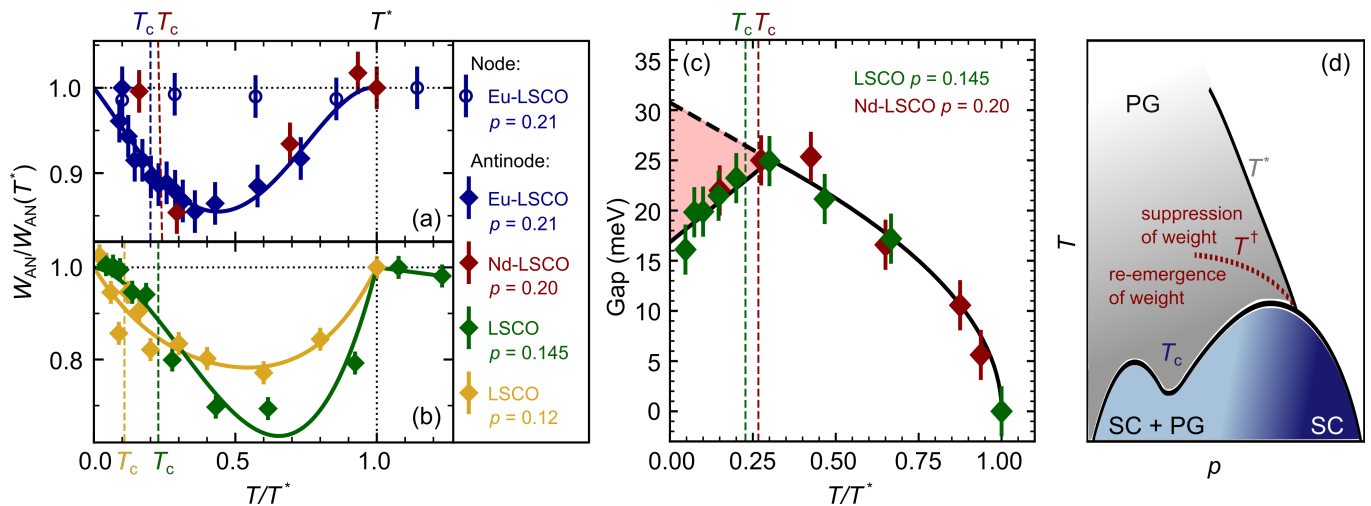 T_c T_c T*
(a)
1.0
0.9
W_AN/W_AN(T*)
(b)
1.0
0.8
0.0 0.5 1.0
T_c T_c
T/T*
Node:
Eu-LSCO
p = 0.21
Antinode:
Eu-LSCO
p = 0.21
Nd-LSCO
p = 0.20
LSCO
p = 0.145
LSCO
p = 0.12
T_c T_c
(c)
LSCO p = 0.145
Nd-LSCO p = 0.20
35
30
25
20
15
10
5
0
Gap (meV)
0.00 0.25 0.50 0.75 1.00
T/T*
(d)
PG
T*
suppression
of weight
T†
re-emergence
of weight
T_c
SC + PG
SC
T
p